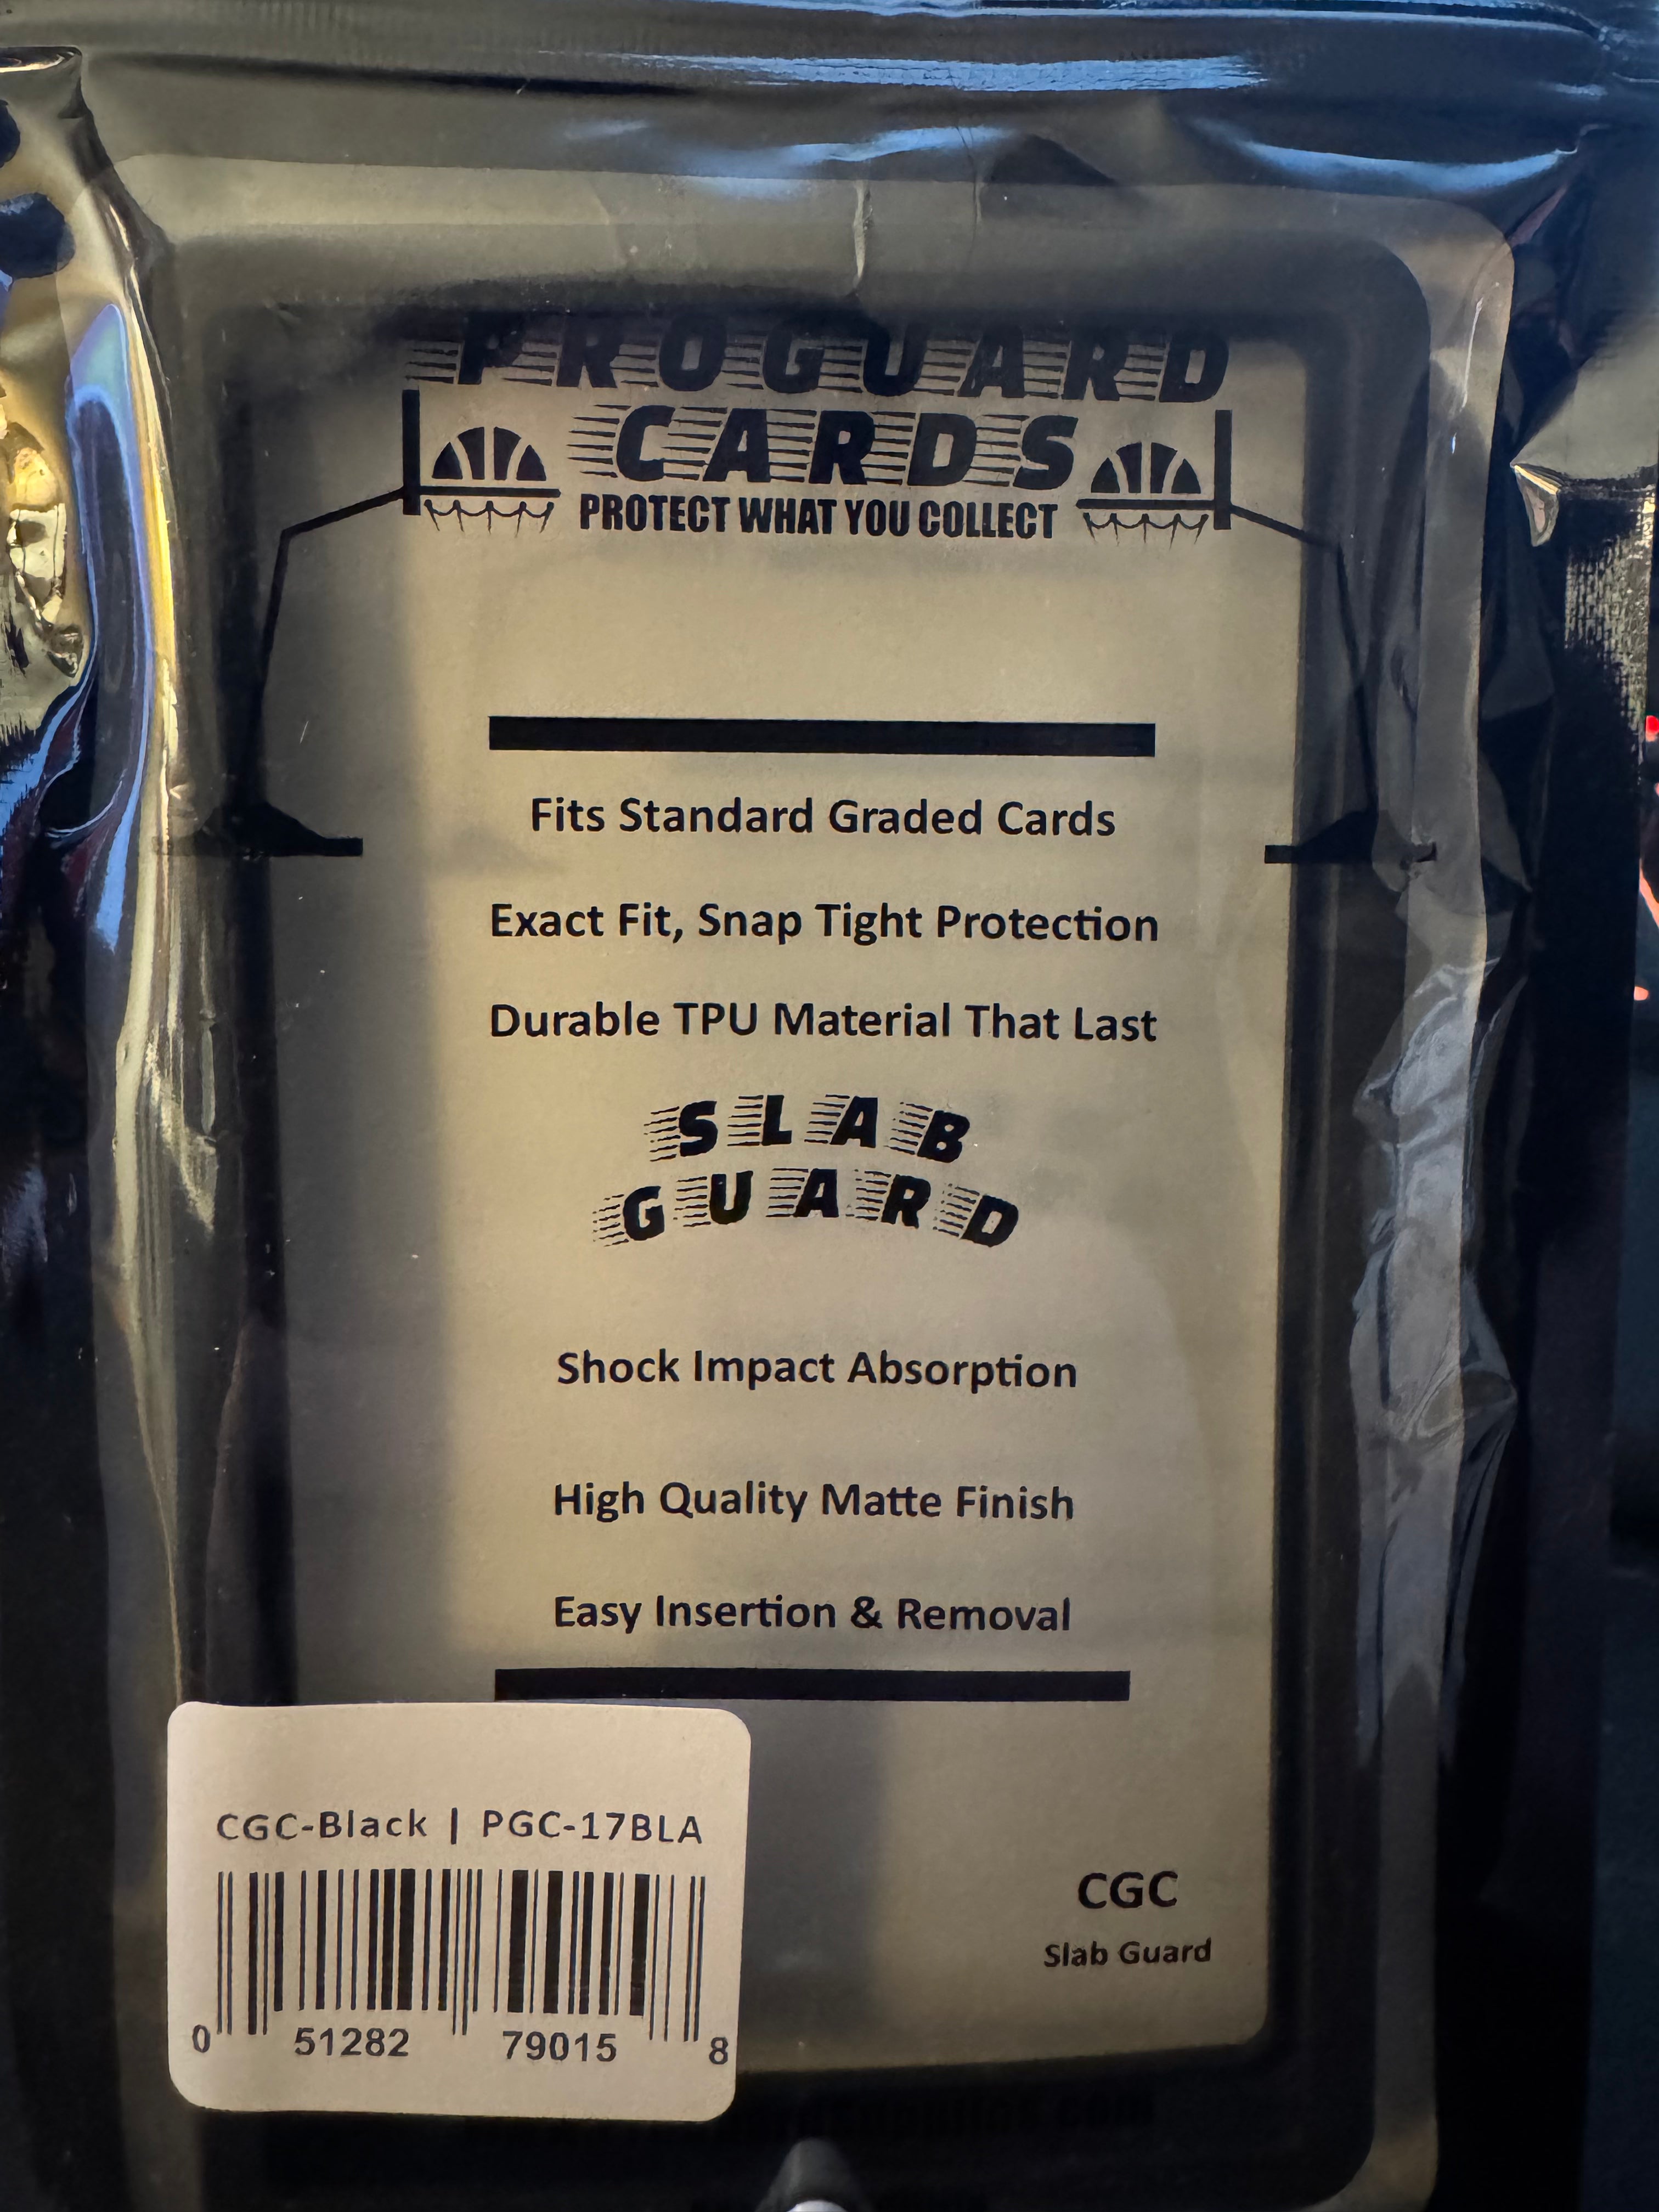 PROGUARD
CARDS
PROTECT WHAT YOU COLLECT
Fits Standard Graded Cards
Exact Fit, Snap Tight Protection
Durable TPU Material That Last
SLAB
GUARD
Shock Impact Absorption
High Quality Matte Finish
Easy Insertion & Removal
CGC-Black | PGC-17BLA
0 51282 79015 8
CGC
Slab Guard